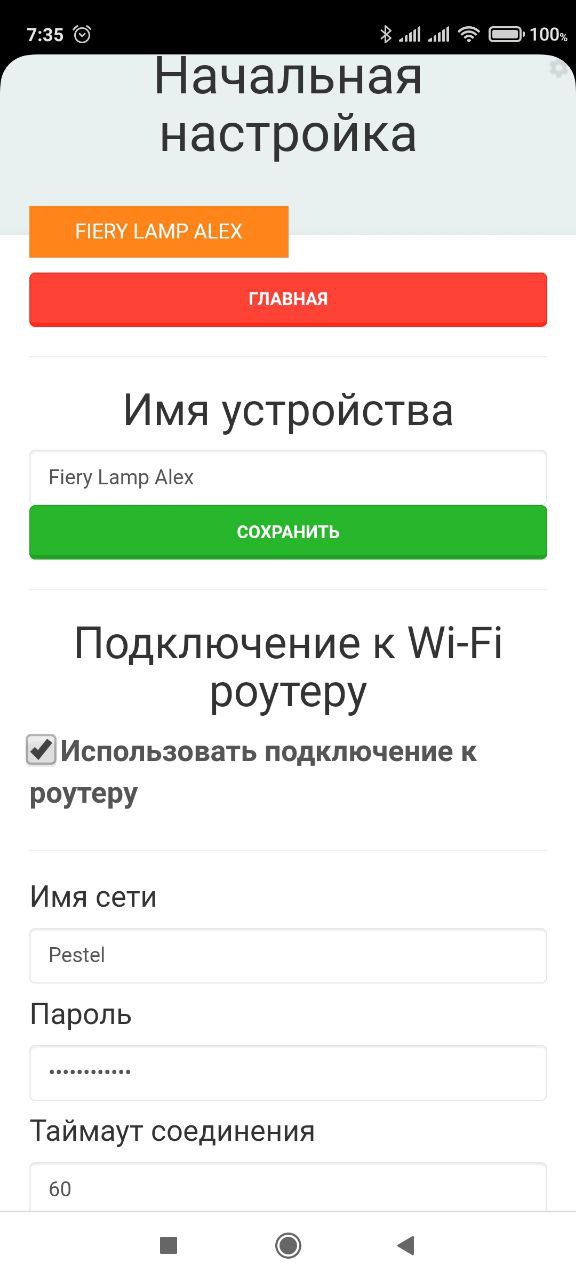 7:35
100%
Начальная
настройка
FIERY LAMP ALEX
ГЛАВНАЯ
Имя устройства
Fiery Lamp Alex
СОХРАНИТЬ
Подключение к Wi-Fi
роутеру
Использовать подключение к
роутеру
Имя сети
Pestel
Пароль
••••••••••••
Таймаут соединения
60